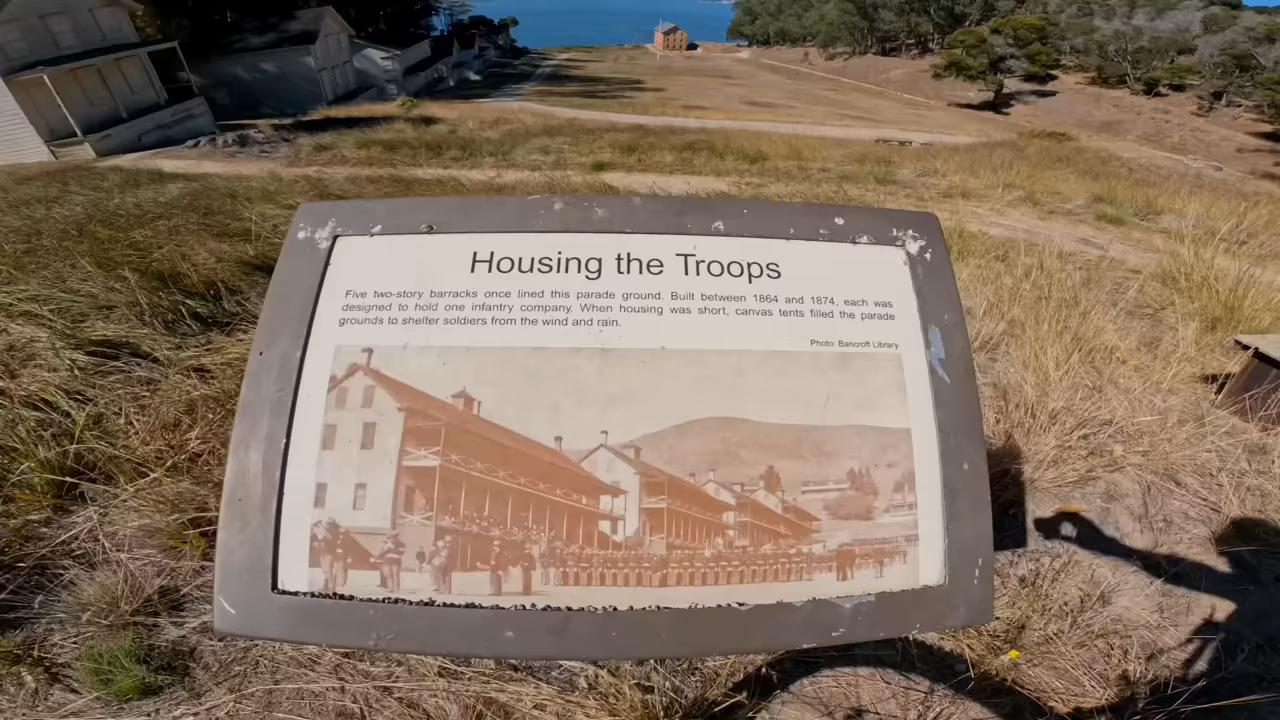 Housing the Troops
Five two-story barracks once lined this parade ground. Built between 1864 and 1874, each was
designed to hold one infantry company. When housing was short, canvas tents filled the parade
grounds to shelter soldiers from the wind and rain.
Photo: Bancroft Library